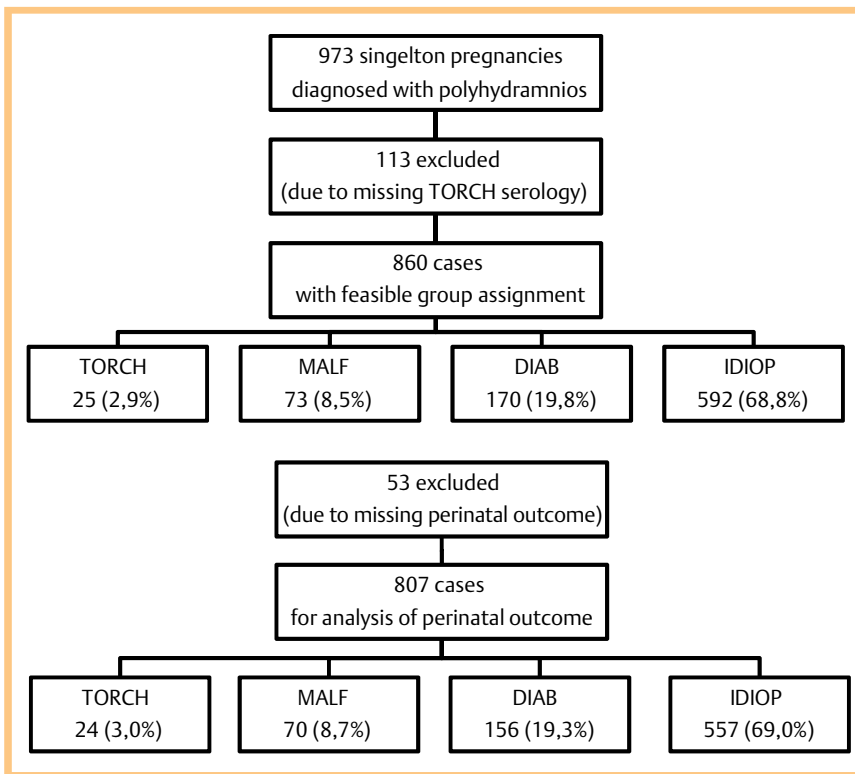 973 singelton pregnancies
diagnosed with polyhydramnios
113 excluded
(due to missing TORCH serology)
860 cases
with feasible group assignment
TORCH
25 (2,9%)
MALF
73 (8,5%)
DIAB
170 (19,8%)
IDIOP
592 (68,8%)
53 excluded
(due to missing perinatal outcome)
807 cases
for analysis of perinatal outcome
TORCH
24 (3,0%)
MALF
70 (8,7%)
DIAB
156 (19,3%)
IDIOP
557 (69,0%)